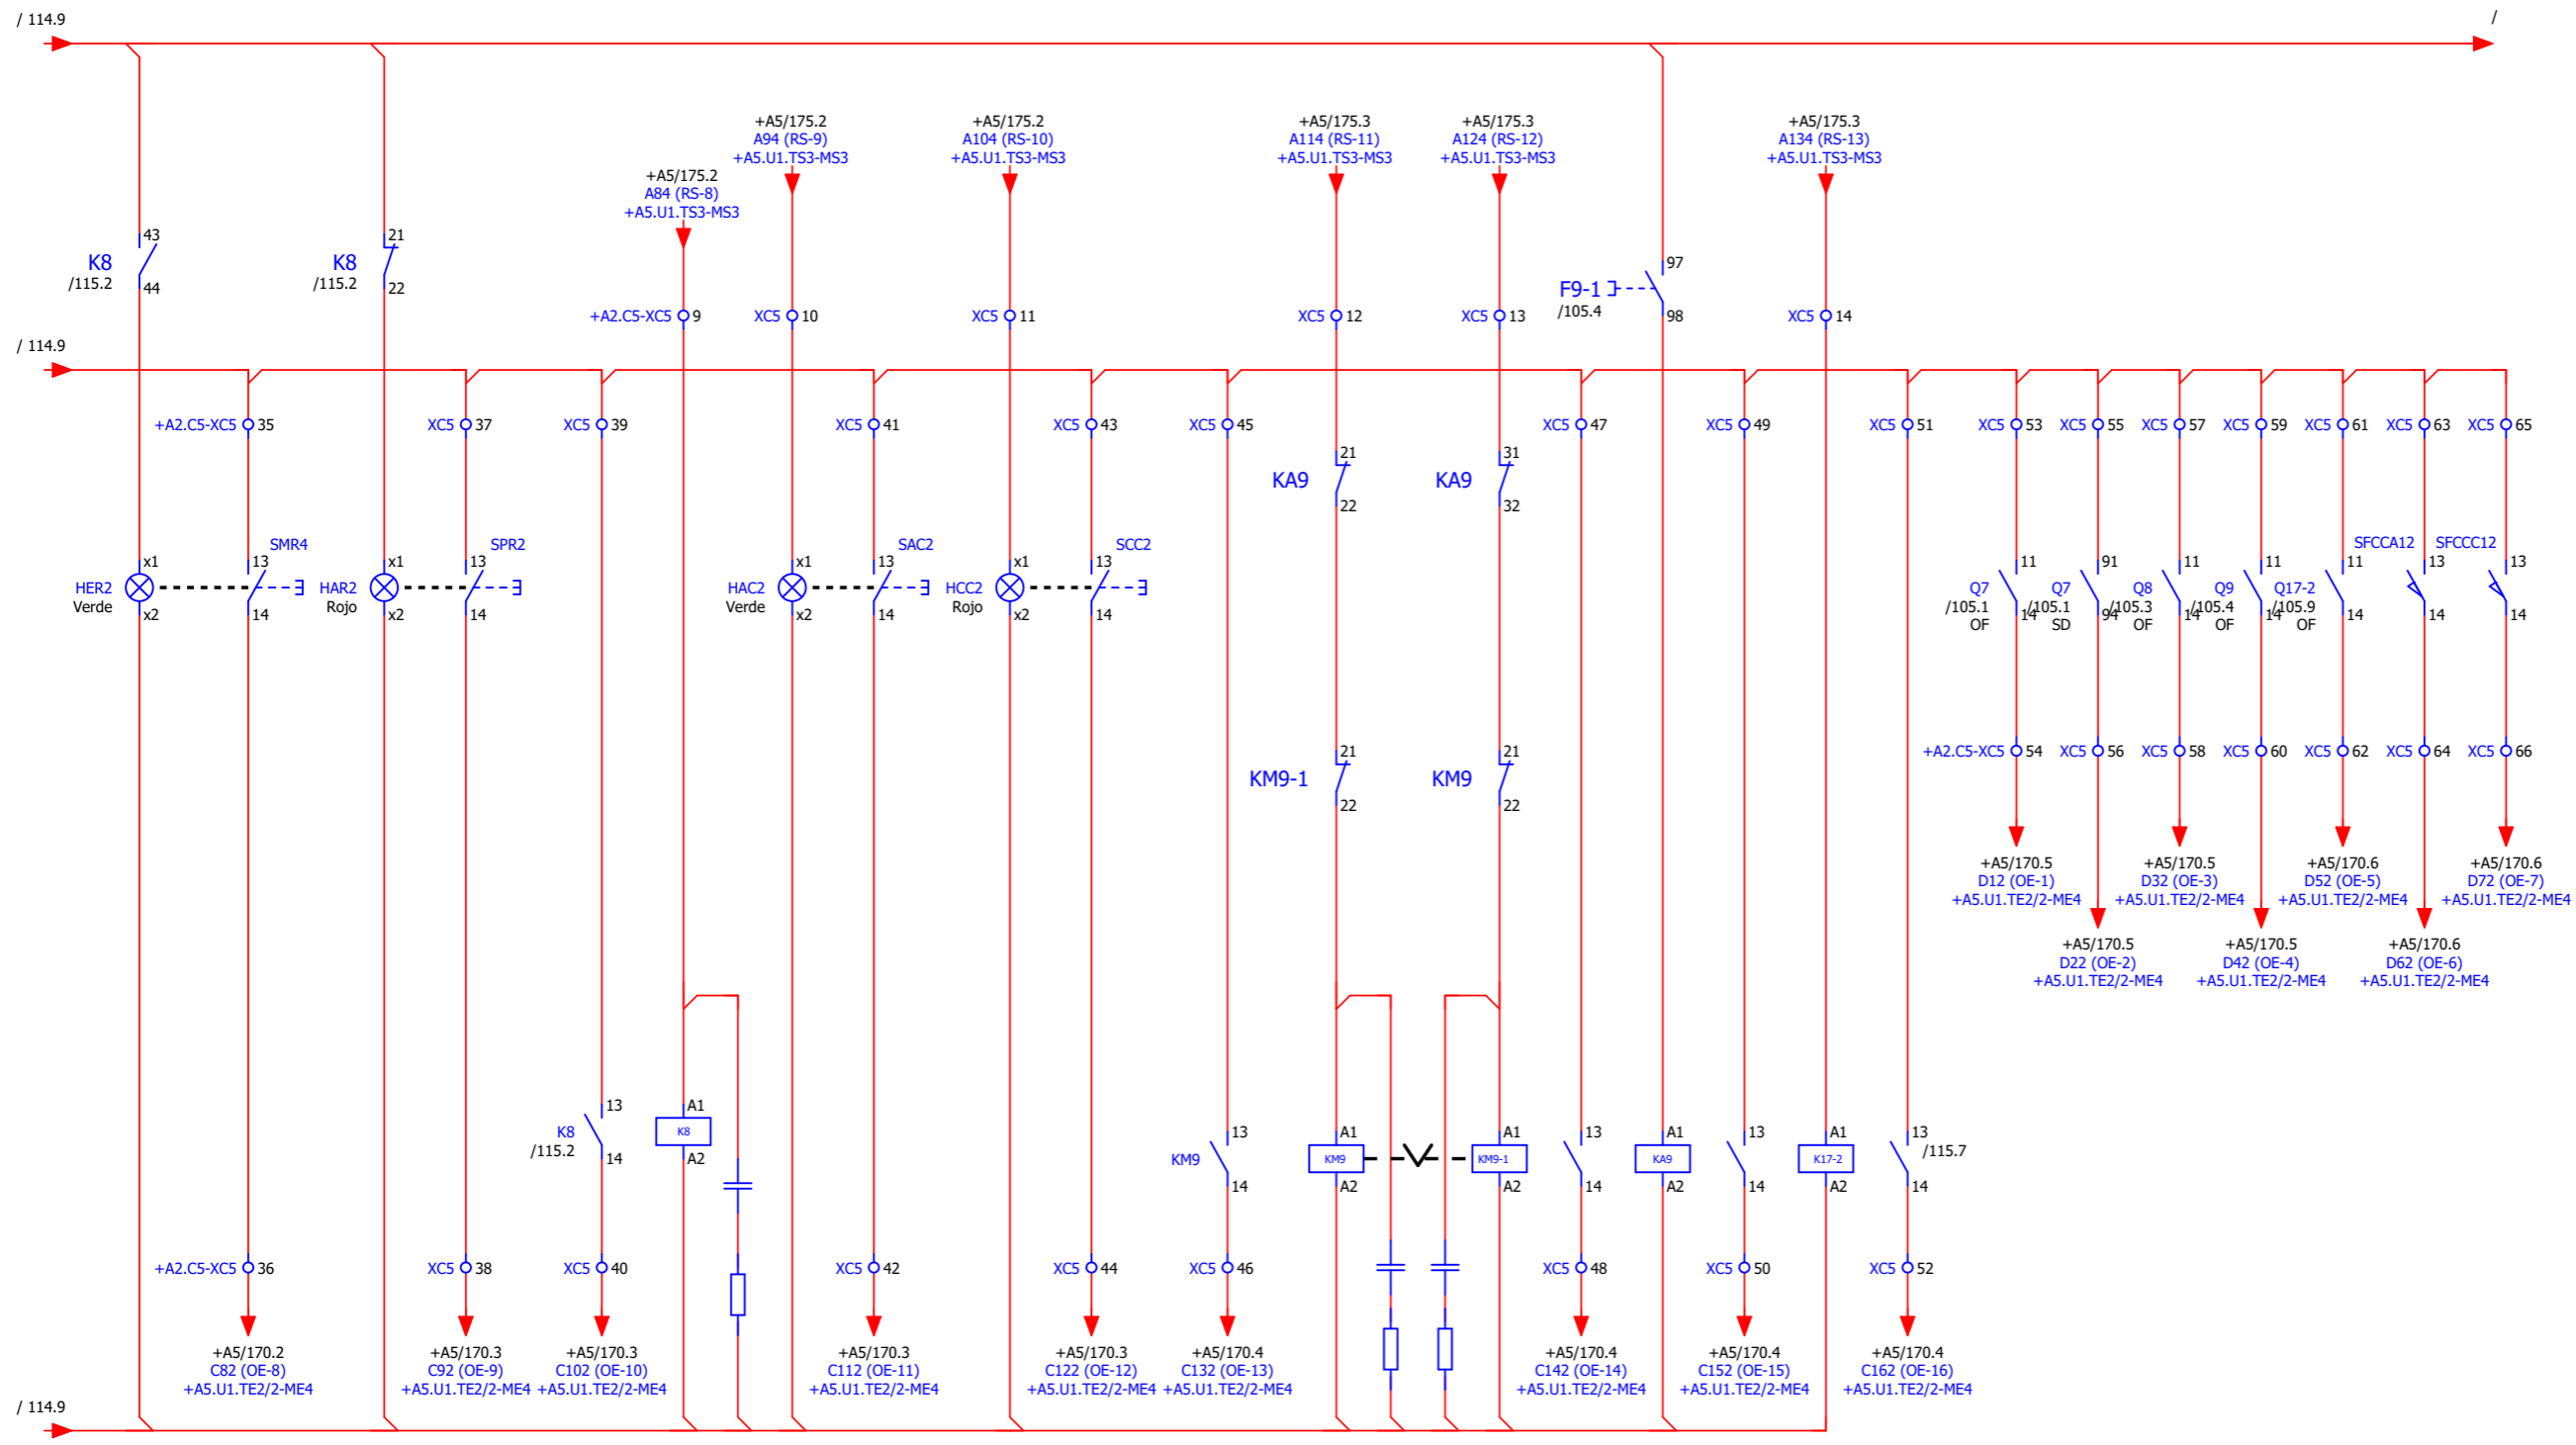 / 114.9
/
+A5/175.2
A94 (RS-9)
+A5.U1.TS3-MS3
+A5/175.2
A104 (RS-10)
+A5.U1.TS3-MS3
+A5/175.3
A114 (RS-11)
+A5.U1.TS3-MS3
+A5/175.3
A124 (RS-12)
+A5.U1.TS3-MS3
+A5/175.3
A134 (RS-13)
+A5.U1.TS3-MS3
+A5/175.2
A84 (RS-8)
+A5.U1.TS3-MS3
K8
/115.2
43
44
K8
/115.2
21
22
F9-1
/105.4
97
98
+A2.C5-XC5 9
XC5 10
XC5 11
XC5 12
XC5 13
XC5 14
/ 114.9
+A2.C5-XC5 35
XC5 37
XC5 39
XC5 41
XC5 43
XC5 45
XC5 47
XC5 49
XC5 51
XC5 53
XC5 55
XC5 57
XC5 59
XC5 61
XC5 63
XC5 65
KA9
21
22
KA9
31
32
HER2
Verde
x1
x2
SMR4
13
14
HAR2
Rojo
x1
x2
SPR2
13
14
HAC2
Verde
x1
x2
SAC2
13
14
HCC2
Rojo
x1
x2
SCC2
13
14
Q7
/105.1
OF
11
14
Q7
/105.1
SD
91
94
Q8
/105.3
OF
11
14
Q9
/105.4
OF
11
14
Q17-2
/105.9
OF
11
14
SFCCA12
13
14
SFCCC12
13
14
KM9-1
21
22
KM9
21
22
+A2.C5-XC5 54
XC5 56
XC5 58
XC5 60
XC5 62
XC5 64
XC5 66
+A5/170.5
D12 (OE-1)
+A5.U1.TE2/2-ME4
+A5/170.5
D32 (OE-3)
+A5.U1.TE2/2-ME4
+A5/170.6
D52 (OE-5)
+A5.U1.TE2/2-ME4
+A5/170.6
D72 (OE-7)
+A5.U1.TE2/2-ME4
+A5/170.5
D22 (OE-2)
+A5.U1.TE2/2-ME4
+A5/170.5
D42 (OE-4)
+A5.U1.TE2/2-ME4
+A5/170.6
D62 (OE-6)
+A5.U1.TE2/2-ME4
K8
/115.2
13
14
A1
K8
A2
KM9
13
14
A1
KM9
A2
A1
KM9-1
A2
13
14
A1
KA9
A2
13
14
A1
K17-2
A2
13
/115.7
14
+A2.C5-XC5 36
XC5 38
XC5 40
XC5 42
XC5 44
XC5 46
XC5 48
XC5 50
XC5 52
+A5/170.2
C82 (OE-8)
+A5.U1.TE2/2-ME4
+A5/170.3
C92 (OE-9)
+A5.U1.TE2/2-ME4
+A5/170.3
C102 (OE-10)
+A5.U1.TE2/2-ME4
+A5/170.3
C112 (OE-11)
+A5.U1.TE2/2-ME4
+A5/170.3
C122 (OE-12)
+A5.U1.TE2/2-ME4
+A5/170.4
C132 (OE-13)
+A5.U1.TE2/2-ME4
+A5/170.4
C142 (OE-14)
+A5.U1.TE2/2-ME4
+A5/170.4
C152 (OE-15)
+A5.U1.TE2/2-ME4
+A5/170.4
C162 (OE-16)
+A5.U1.TE2/2-ME4
/ 114.9